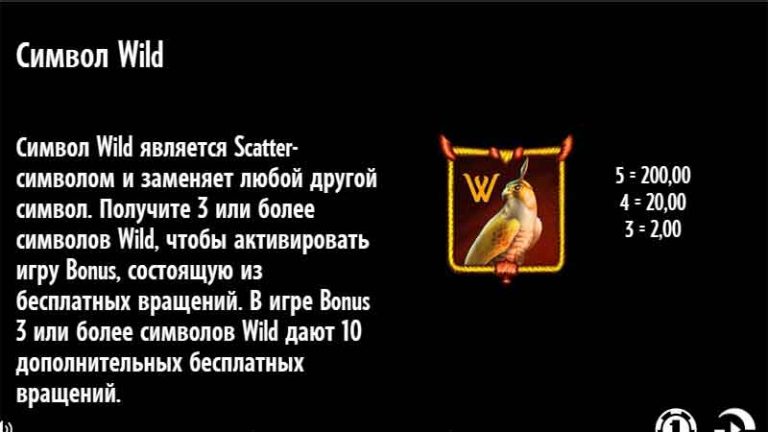 Символ Wild
Символ Wild является Scatter-
символом и заменяет любой другой
символ. Получите 3 или более
символов Wild, чтобы активировать
игру Bonus, состоящую из
бесплатных вращений. В игре Bonus
3 или более символов Wild дают 10
дополнительных бесплатных
вращений.
W
5 = 200,00
4 = 20,00
3 = 2,00
1